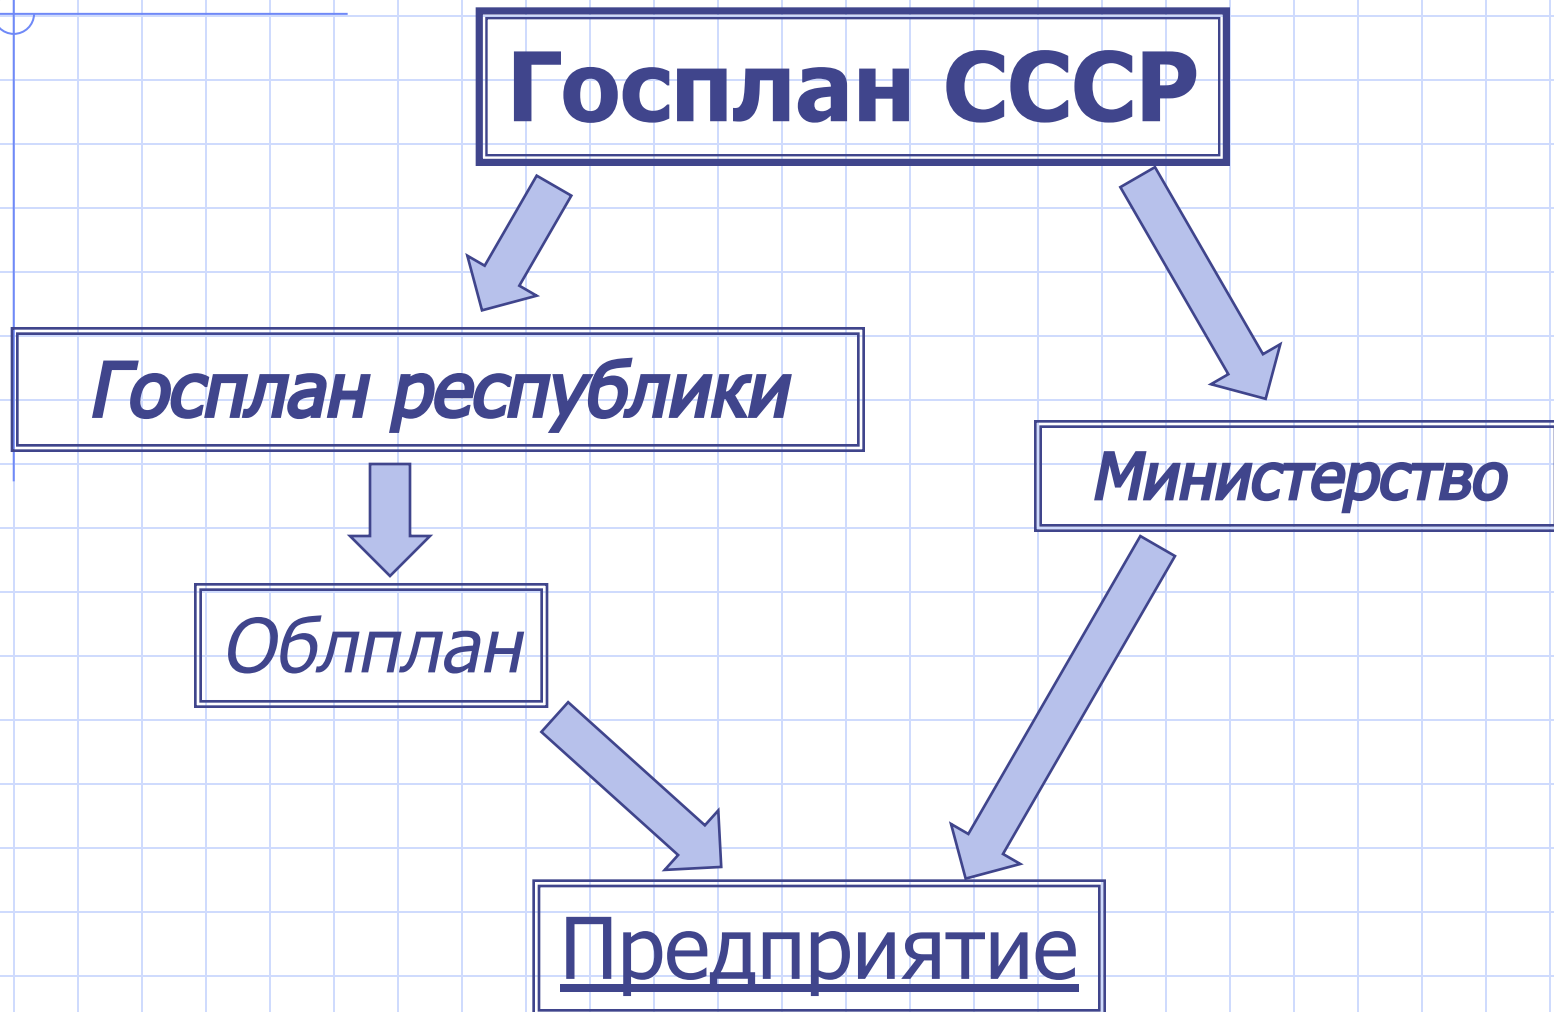 Госплан СССР
Госплан республики
Министерство
Облплан
Предприятие